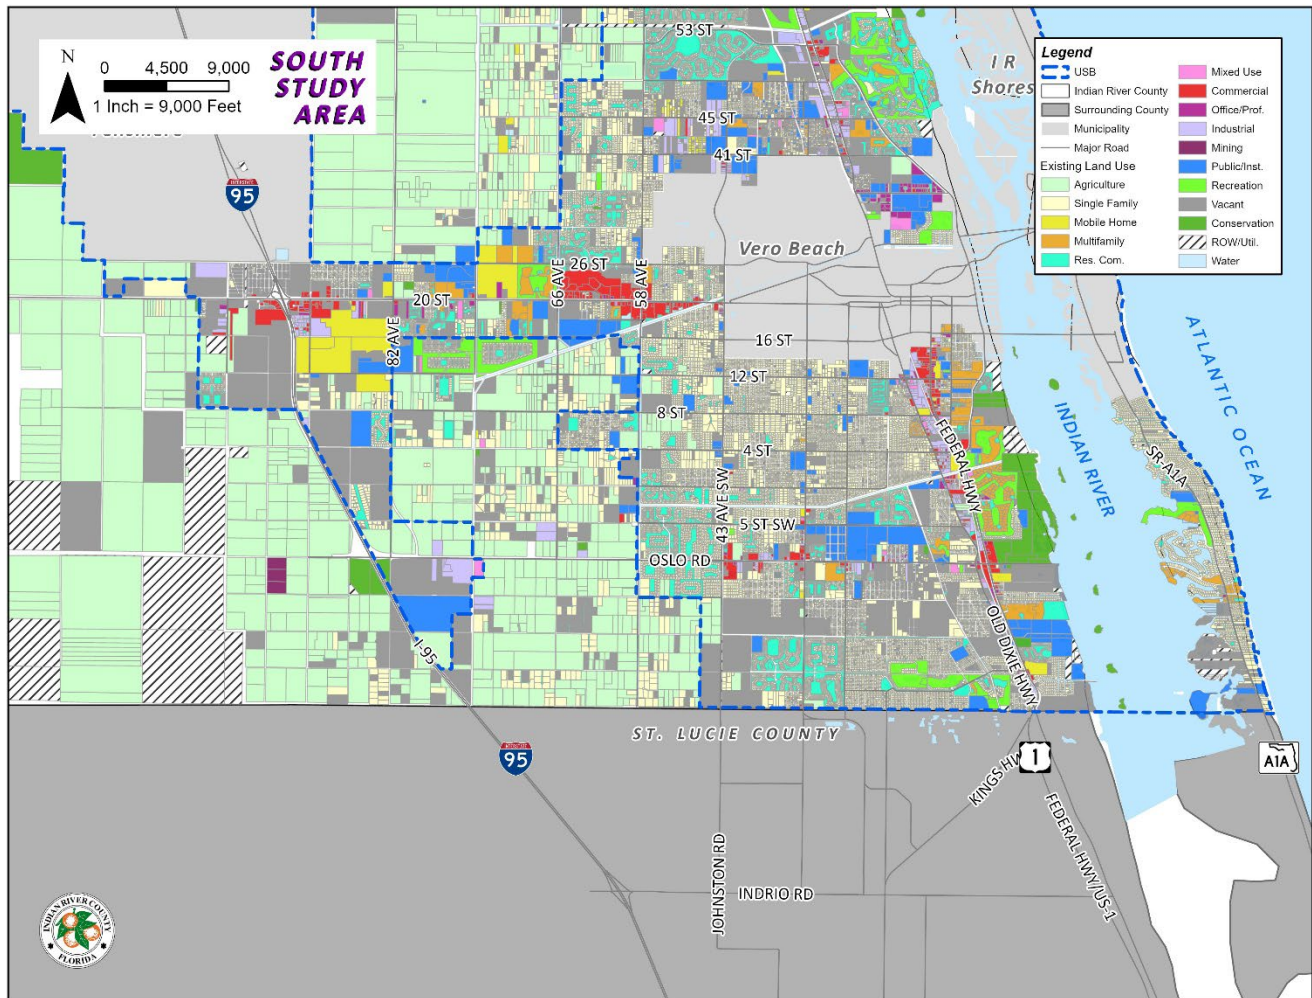 53 ST
N
0 4,500 9,000
1 Inch = 9,000 Feet
SOUTH
STUDY
AREA
I R
Shores
Legend
USB
Indian River County
Surrounding County
Municipality
Major Road
Existing Land Use
Agriculture
Single Family
Mobile Home
Multifamily
Res. Com.
Mixed Use
Commercial
Office/Prof.
Industrial
Mining
Public/Inst.
Recreation
Vacant
Conservation
ROW/Util.
Water
45 ST
41 ST
95
Vero Beach
26 ST
66 AVE
58 AVE
20 ST
82 AVE
16 ST
12 ST
8 ST
4 ST
FEDERAL HWY
INDIAN RIVER
ATLANTIC OCEAN
SR-A1A
43 AVE SW
5 ST SW
OSLO RD
OLD DIXIE HWY
I-95
ST. LUCIE COUNTY
95
1
A1A
FEDERAL HWY/US-1
JOHNSTON RD
INDRIO RD
INDIAN RIVER COUNTY
FLORIDA